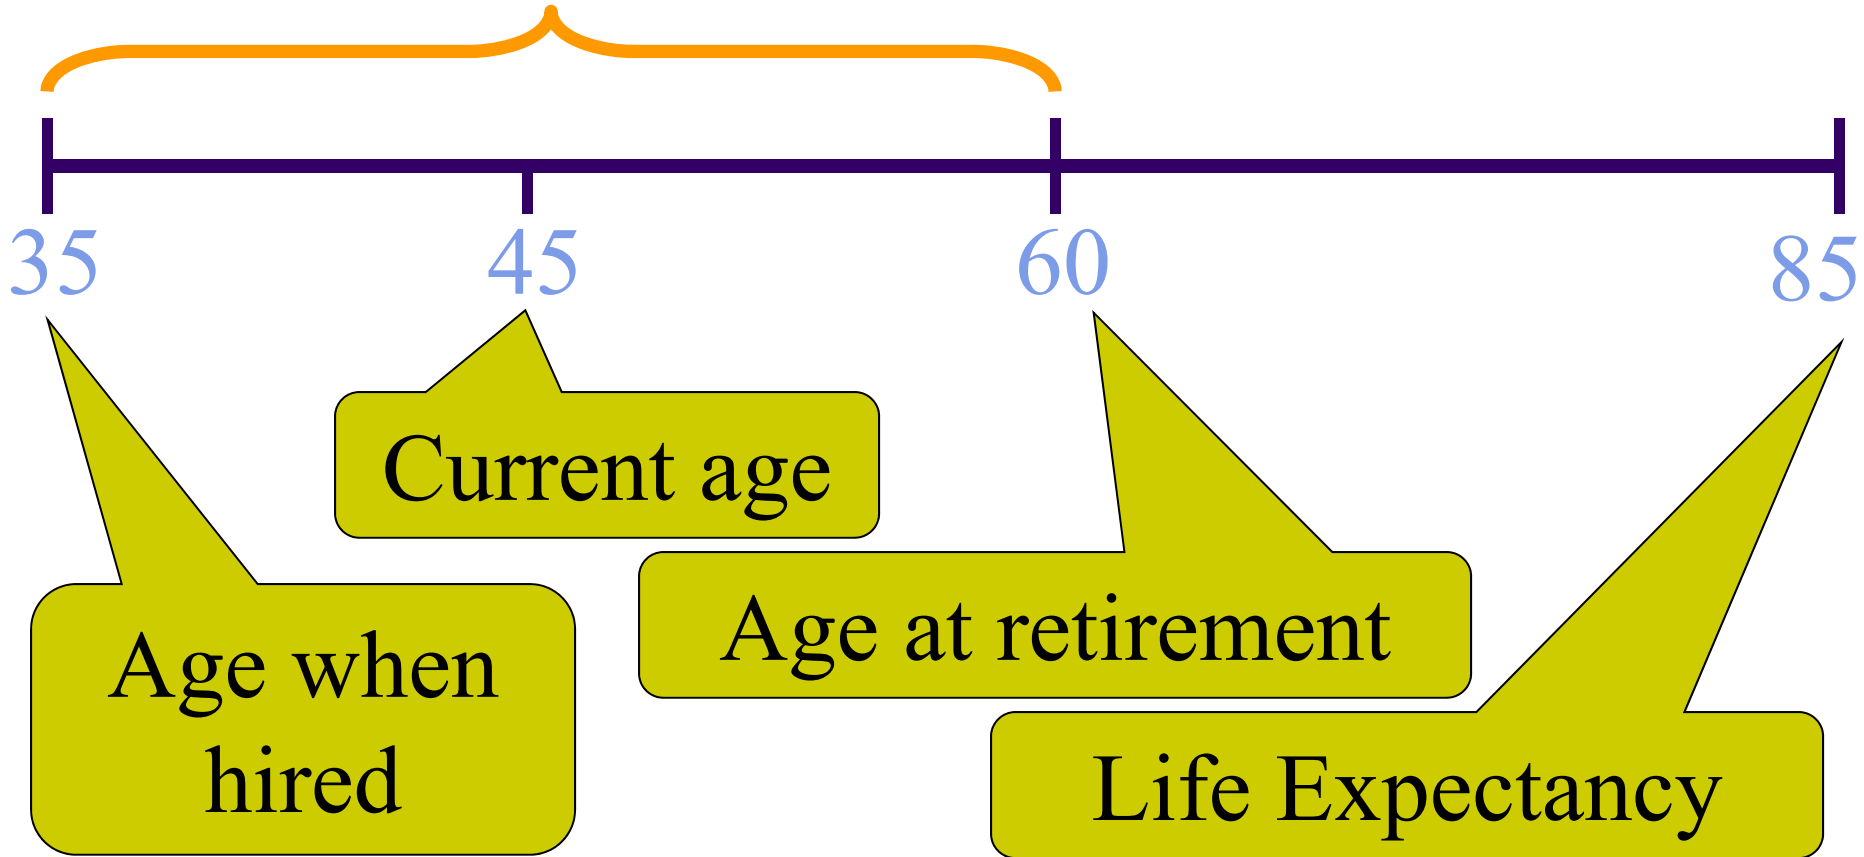 35 45 60 85
Current age
Age at retirement
Age when
hired
Life Expectancy